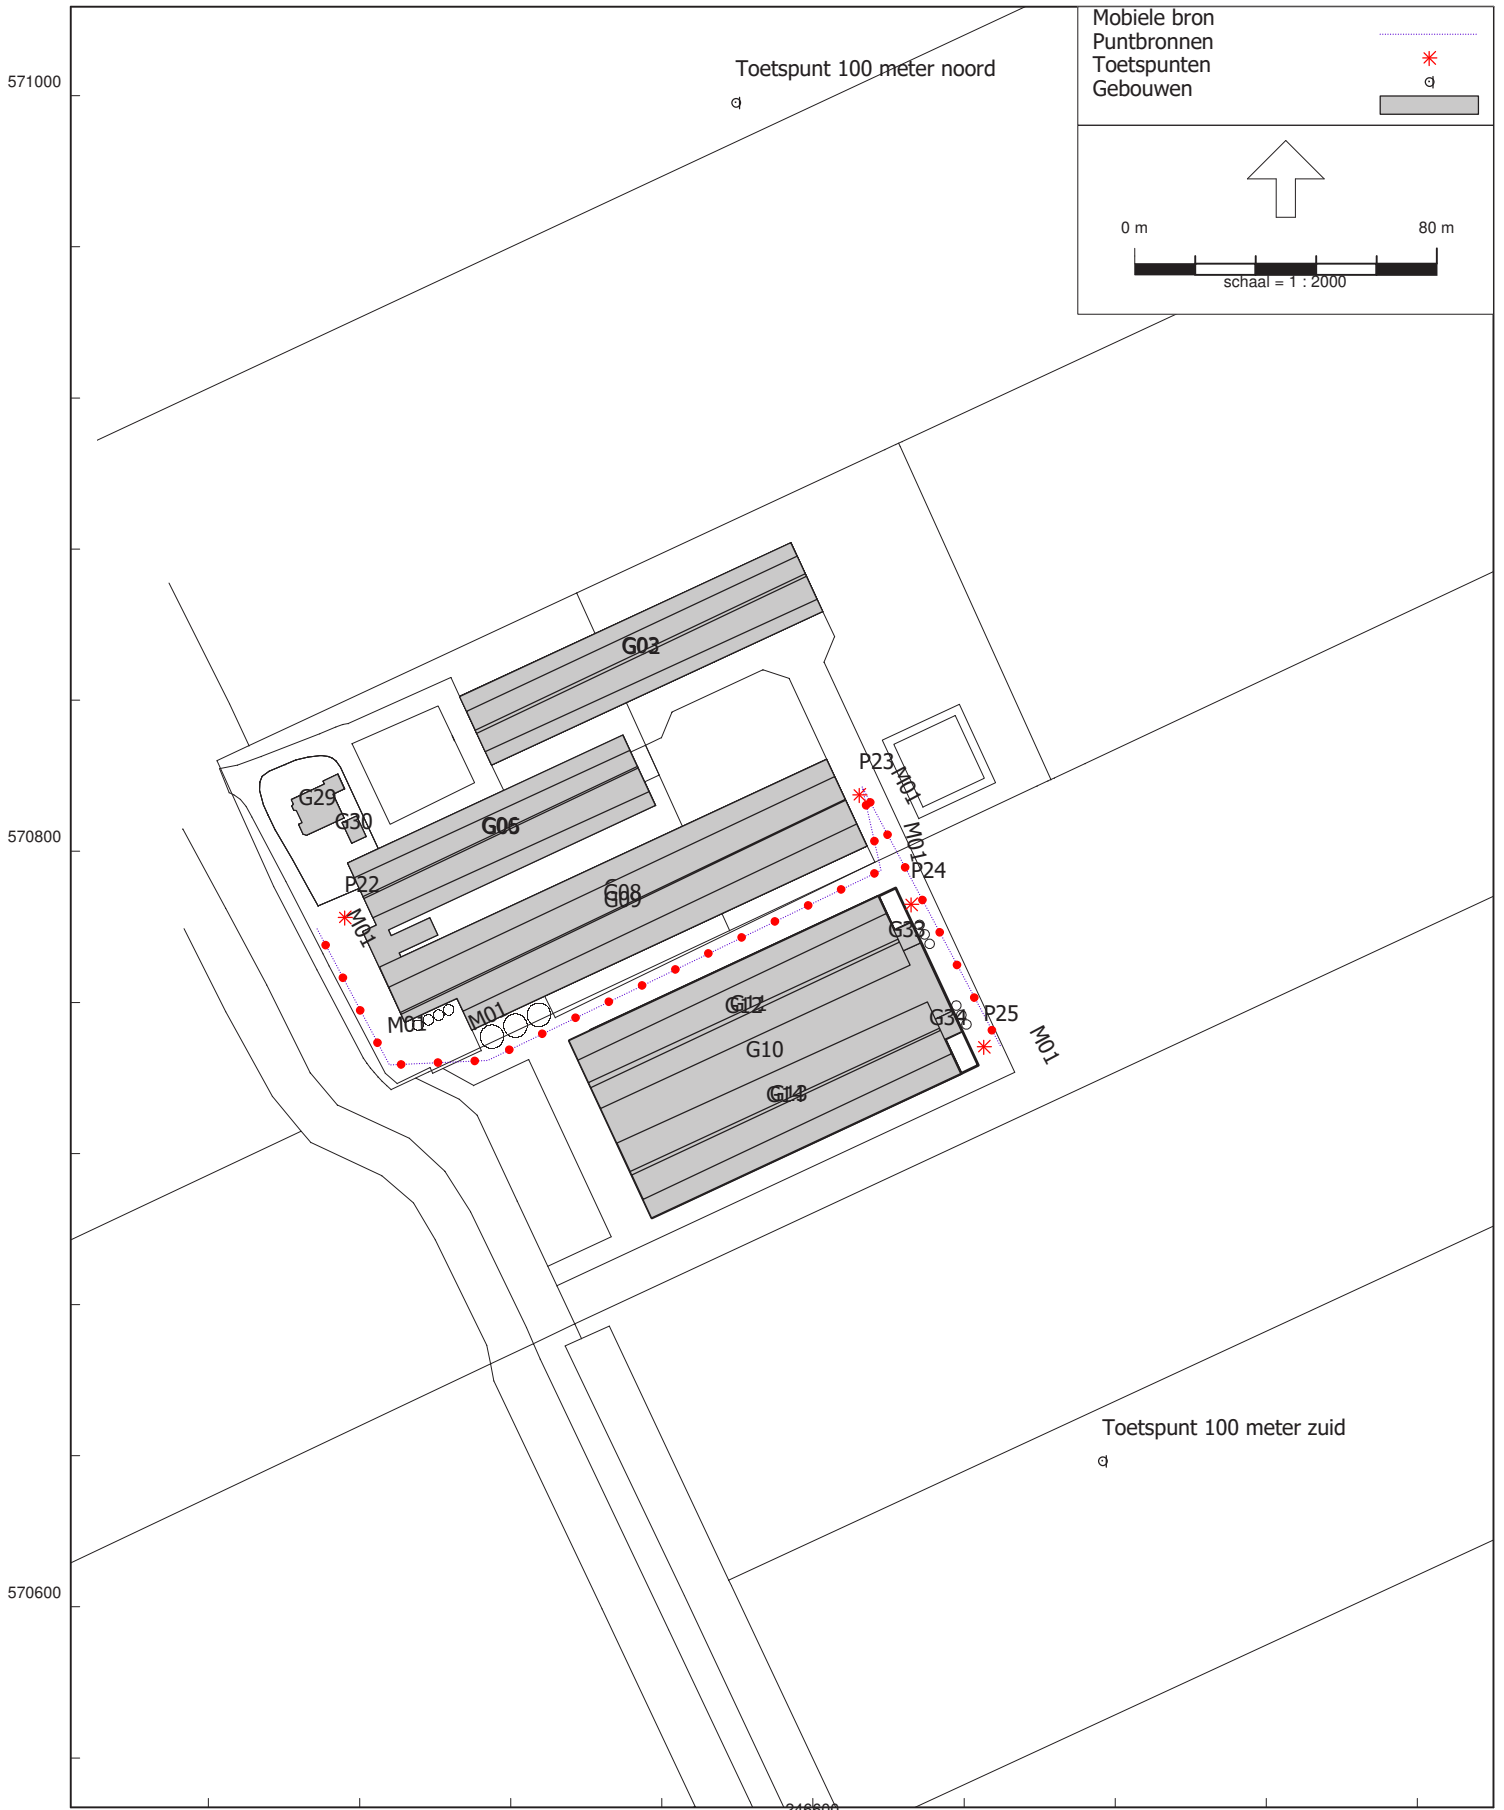 Mobiele bron
Puntbronnen
Toetspunten
Gebouwen
0 m
80 m
schaal = 1 : 2000
571000
Toetspunt 100 meter noord
G03
P23
M01
570800
G29
G30
G06
M01
P24
P22
G08
G09
M01
G33
G12
M01
M01
G34
P25
G10
M01
G14
Toetspunt 100 meter zuid
570600